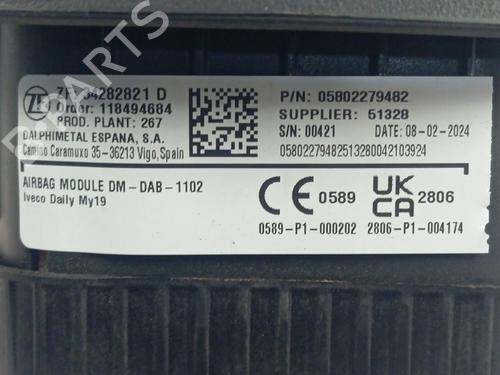 ZF 34282821 D
Order: 118494684
PROD. PLANT: 267
DALPHIMETAL ESPANA, S.A.
Camino Caramuxo 35-36213 Vigo, Spain
P/N: 05802279482
SUPPLIER: 51328
S/N: 00421 DATE: 08-02-2024
05802279482513280042103924
AIRBAG MODULE DM-DAB-1102
Iveco Daily My19
CE 0589
UK CA 2806
0589-P1-000202 2806-P1-004174